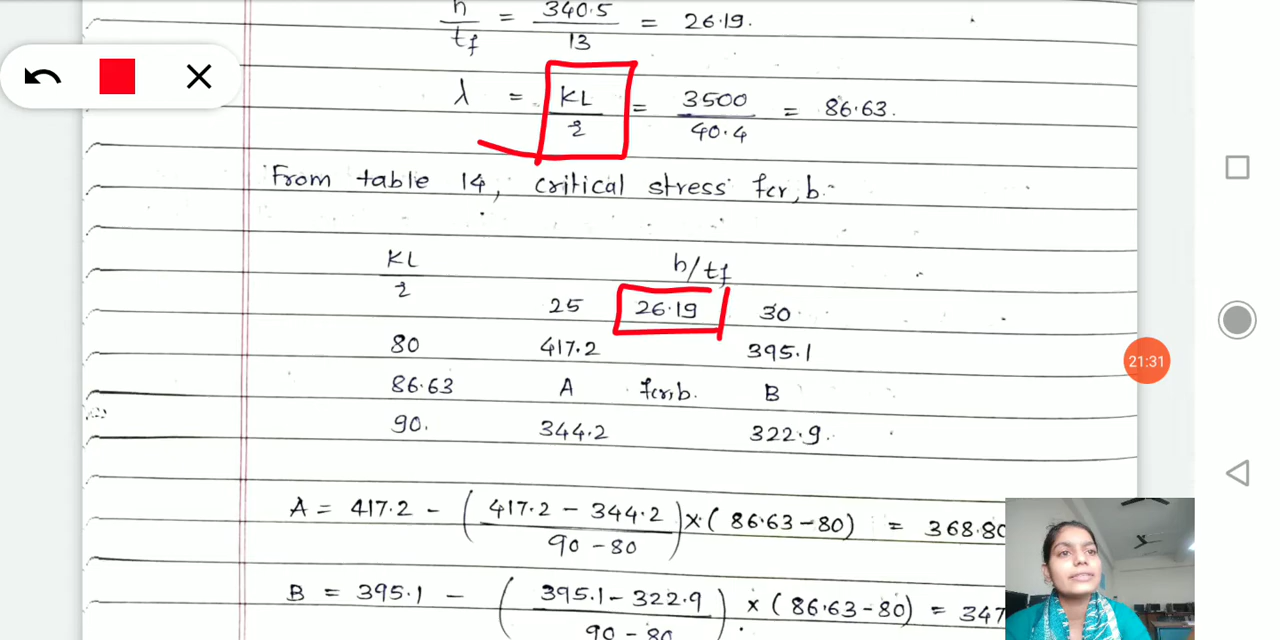 h/tf = 340.5/13 = 26.19.
λ = KL/r = 3500/40.4 = 86.63.
From table 14, critical stress fcr,b.
KL/r h/tf
25 26.19 30
80 417.2 395.1
86.63 A fcr,b. B
90. 344.2 322.9.
A = 417.2 - (417.2 - 344.2 / 90 - 80) × (86.63 - 80) = 368.80
B = 395.1 - (395.1 - 322.9 / 90 - 80) × (86.63 - 80) = 347
21:31